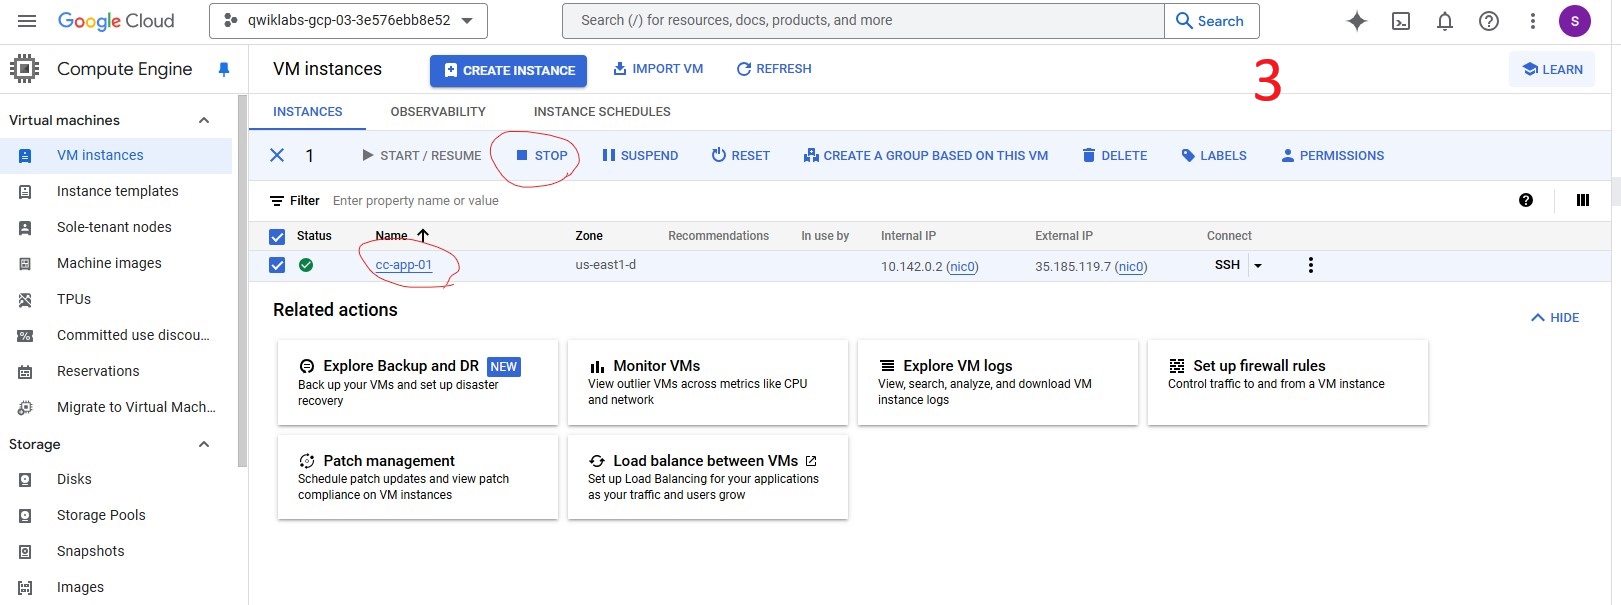 Google Cloud
qwiklabs-gcp-03-3e576ebb8e52
Search (/) for resources, docs, products, and more
Search
S
Compute Engine
VM instances
CREATE INSTANCE
IMPORT VM
REFRESH
3
LEARN
INSTANCES
OBSERVABILITY
INSTANCE SCHEDULES
1
START / RESUME
STOP
SUSPEND
RESET
CREATE A GROUP BASED ON THIS VM
DELETE
LABELS
PERMISSIONS
Filter
Enter property name or value
Status
Name
Zone
Recommendations
In use by
Internal IP
External IP
Connect
cc-app-01
us-east1-d
10.142.0.2 (nic0)
35.185.119.7 (nic0)
SSH
Related actions
HIDE
Explore Backup and DR NEW
Back up your VMs and set up disaster
recovery
Monitor VMs
View outlier VMs across metrics like CPU
and network
Explore VM logs
View, search, analyze, and download VM
instance logs
Set up firewall rules
Control traffic to and from a VM instance
Patch management
Schedule patch updates and view patch
compliance on VM instances
Load balance between VMs
Set up Load Balancing for your applications
as your traffic and users grow
Virtual machines
VM instances
Instance templates
Sole-tenant nodes
Machine images
TPUs
Committed use discou...
Reservations
Migrate to Virtual Mach...
Storage
Disks
Storage Pools
Snapshots
Images